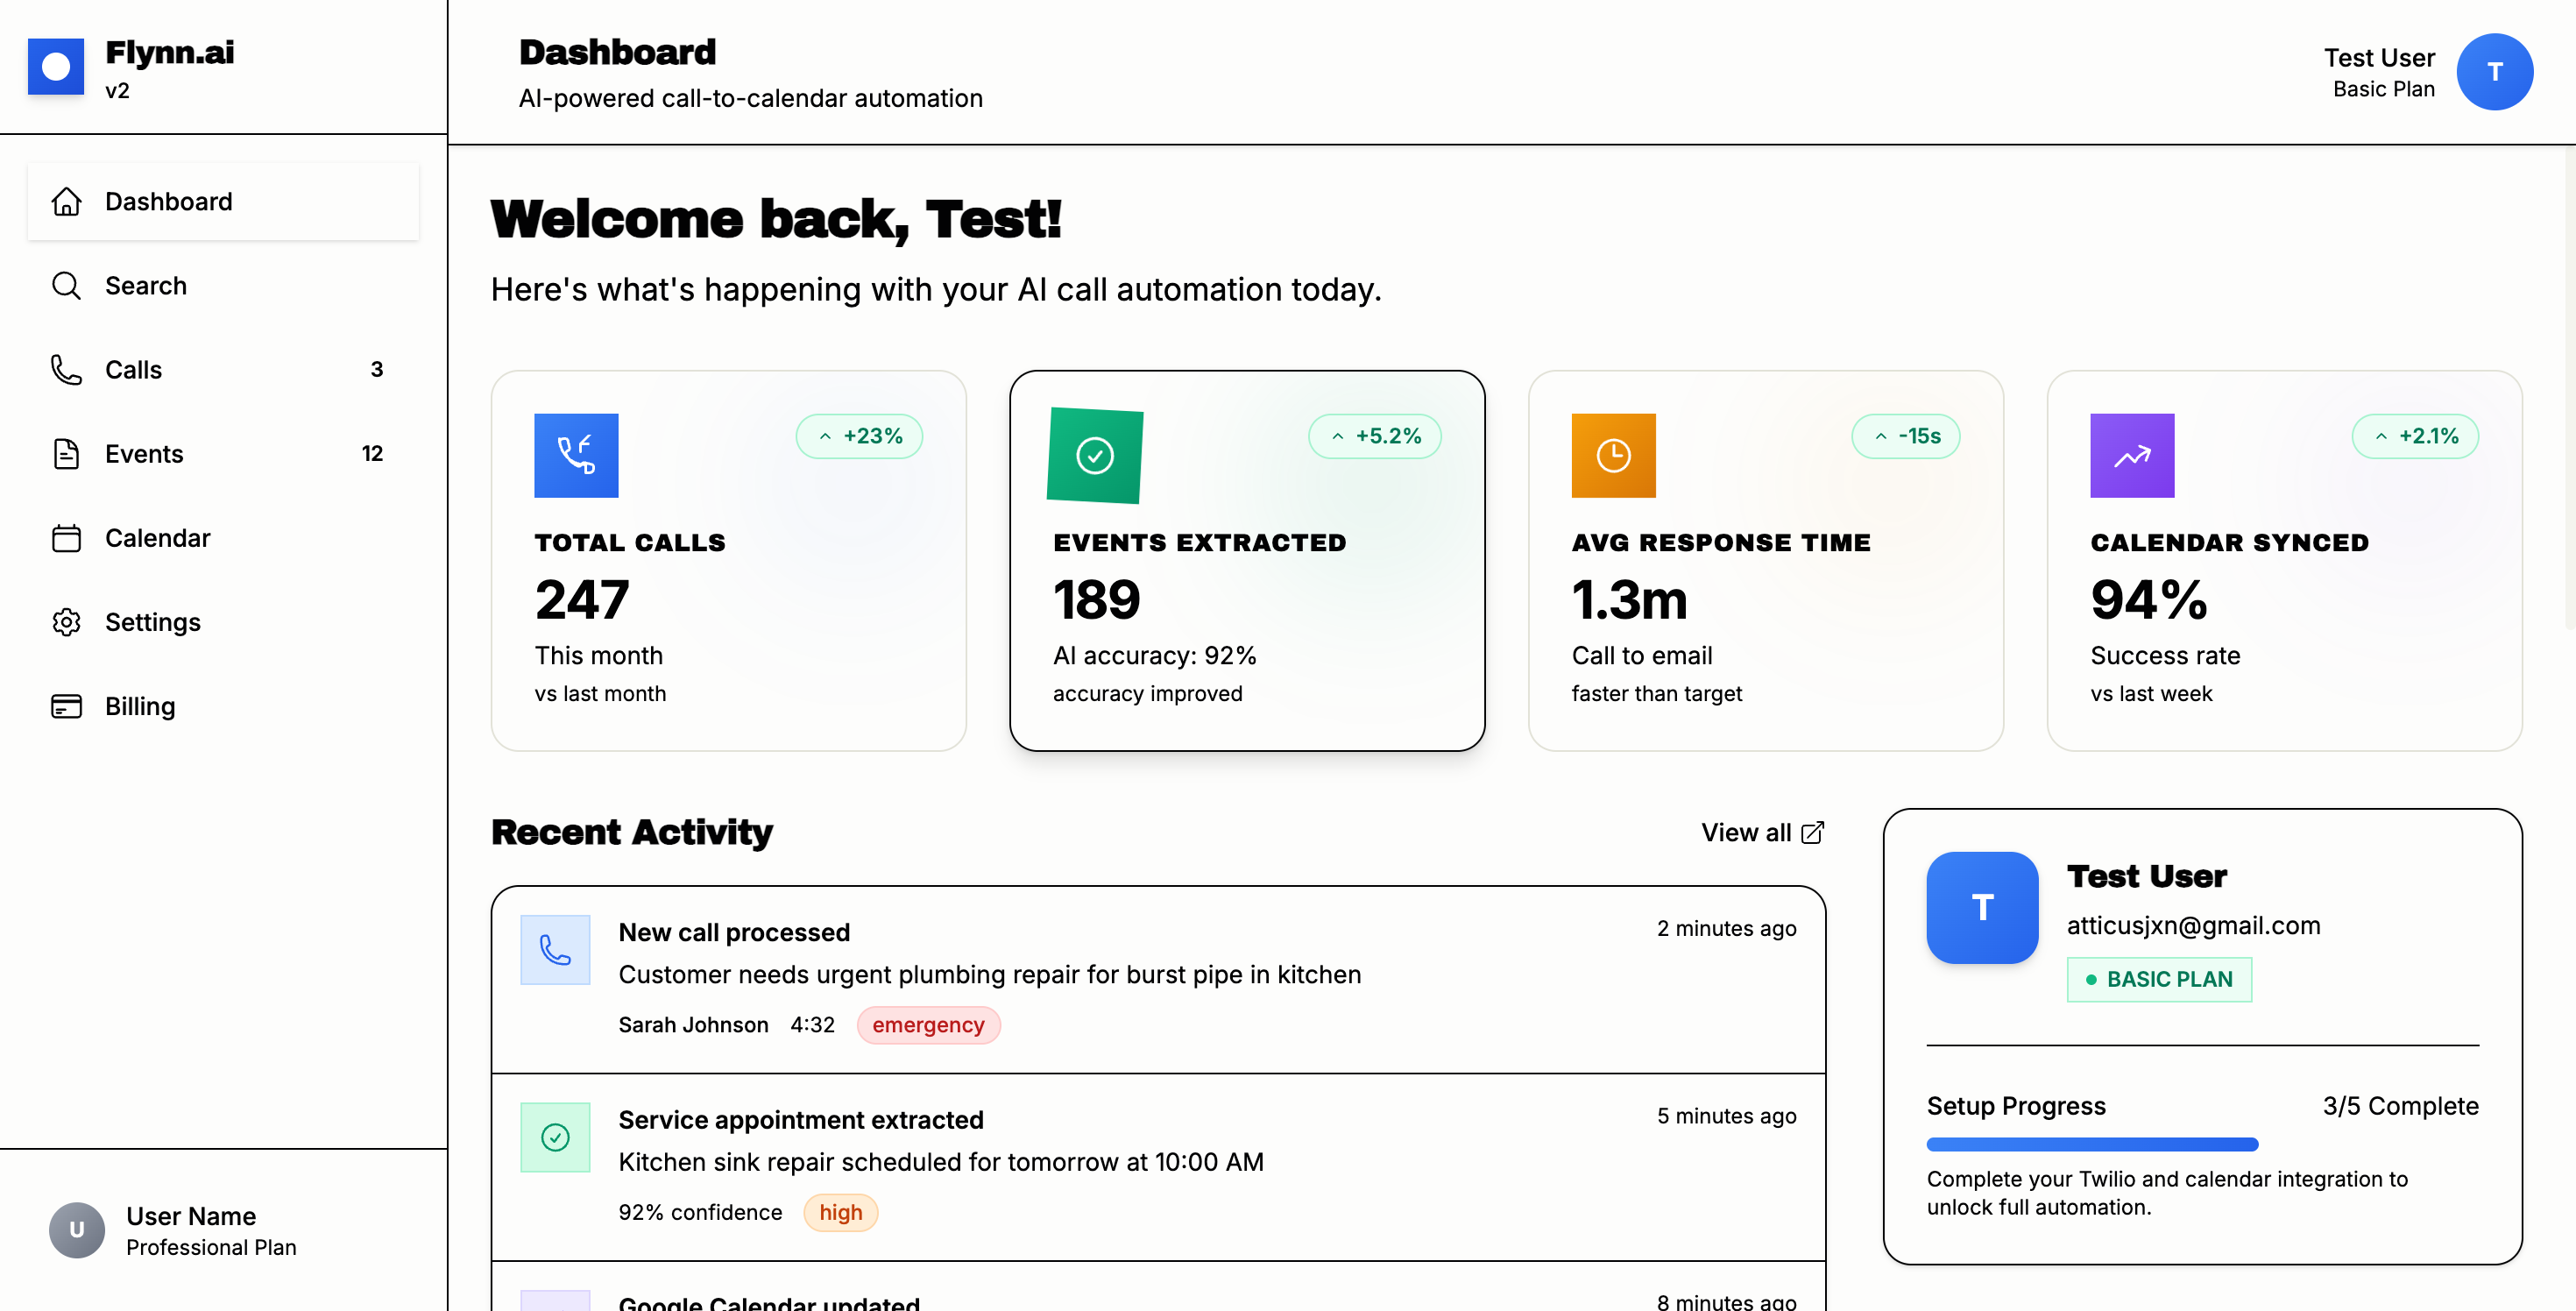 Flynn.ai
v2
Dashboard
Search
Calls 3
Events 12
Calendar
Settings
Billing
U
User Name
Professional Plan
Dashboard
AI-powered call-to-calendar automation
Test User
Basic Plan
T
Welcome back, Test!
Here's what's happening with your AI call automation today.
+23%
TOTAL CALLS
247
This month
vs last month
+5.2%
EVENTS EXTRACTED
189
AI accuracy: 92%
accuracy improved
-15s
AVG RESPONSE TIME
1.3m
Call to email
faster than target
+2.1%
CALENDAR SYNCED
94%
Success rate
vs last week
Recent Activity
View all
New call processed 2 minutes ago
Customer needs urgent plumbing repair for burst pipe in kitchen
Sarah Johnson 4:32 emergency
Service appointment extracted 5 minutes ago
Kitchen sink repair scheduled for tomorrow at 10:00 AM
92% confidence high
Google Calendar updated 8 minutes ago
T
Test User
atticusjxn@gmail.com
BASIC PLAN
Setup Progress 3/5 Complete
Complete your Twilio and calendar integration to
unlock full automation.